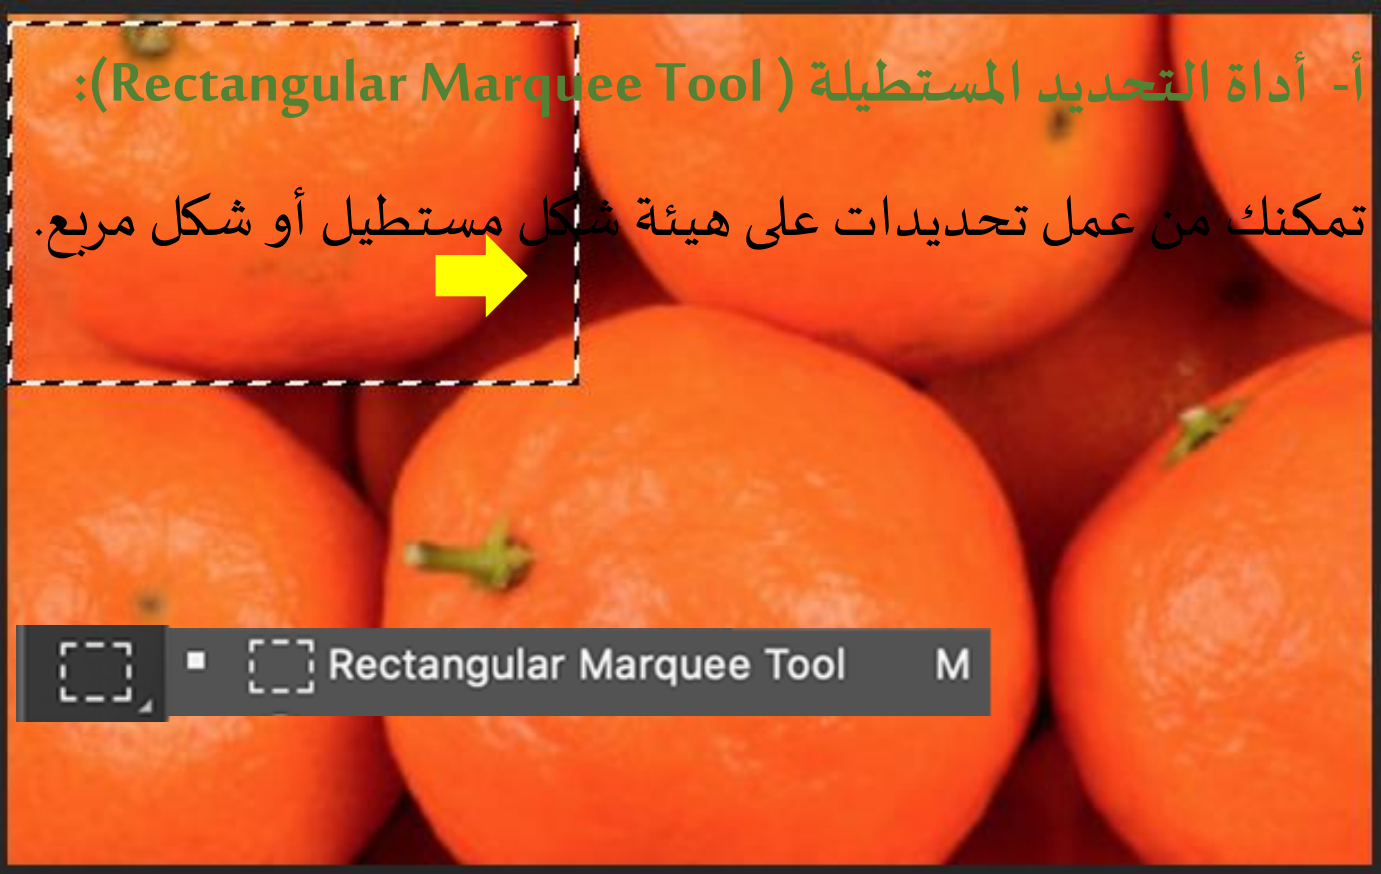 أ- أداة التحديد المستطيلة ( Rectangular Marquee Tool):
تمكنك من عمل تحديدات على هيئة شكل مستطيل أو شكل مربع.
Rectangular Marquee Tool M